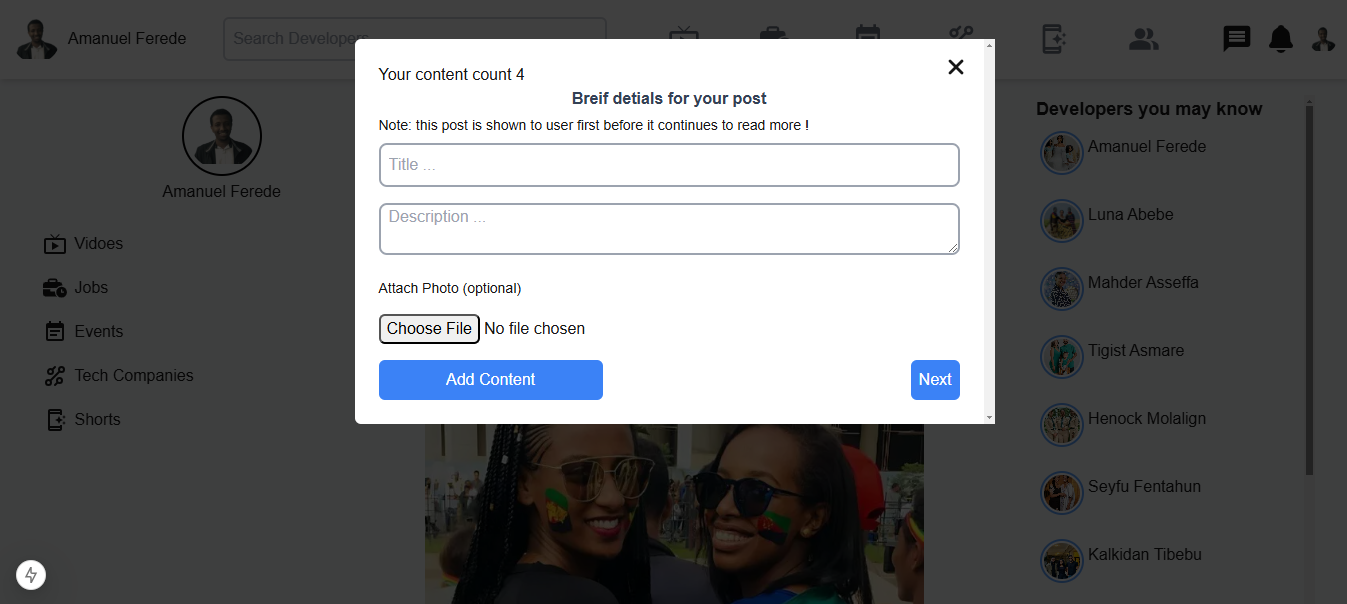 Amanuel Ferede
Search Developers
Your content count 4
Breif detials for your post
Note: this post is shown to user first before it continues to read more !
Title ...
Description ...
Attach Photo (optional)
Choose File No file chosen
Add Content
Next
Amanuel Ferede
Vidoes
Jobs
Events
Tech Companies
Shorts
Developers you may know
Amanuel Ferede
Luna Abebe
Mahder Asseffa
Tigist Asmare
Henock Molalign
Seyfu Fentahun
Kalkidan Tibebu